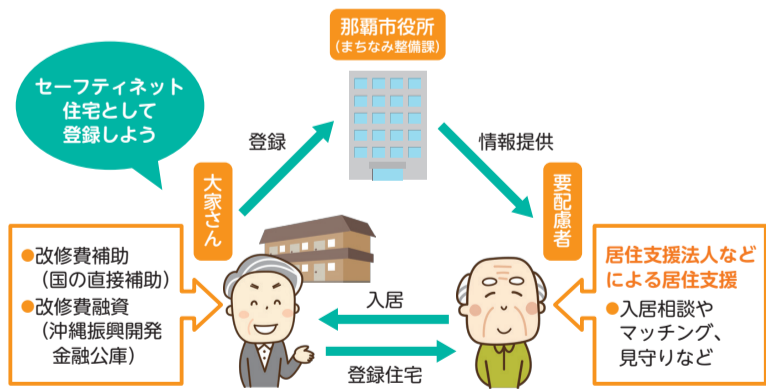 那覇市役所
（まちなみ整備課）
セーフティネット
住宅として
登録しよう
登録
情報提供
大家さん
要配慮者
●改修費補助
（国の直接補助）
●改修費融資
（沖縄振興開発
金融公庫）
入居
登録住宅
居住支援法人など
による居住支援
●入居相談や
マッチング、
見守りなど